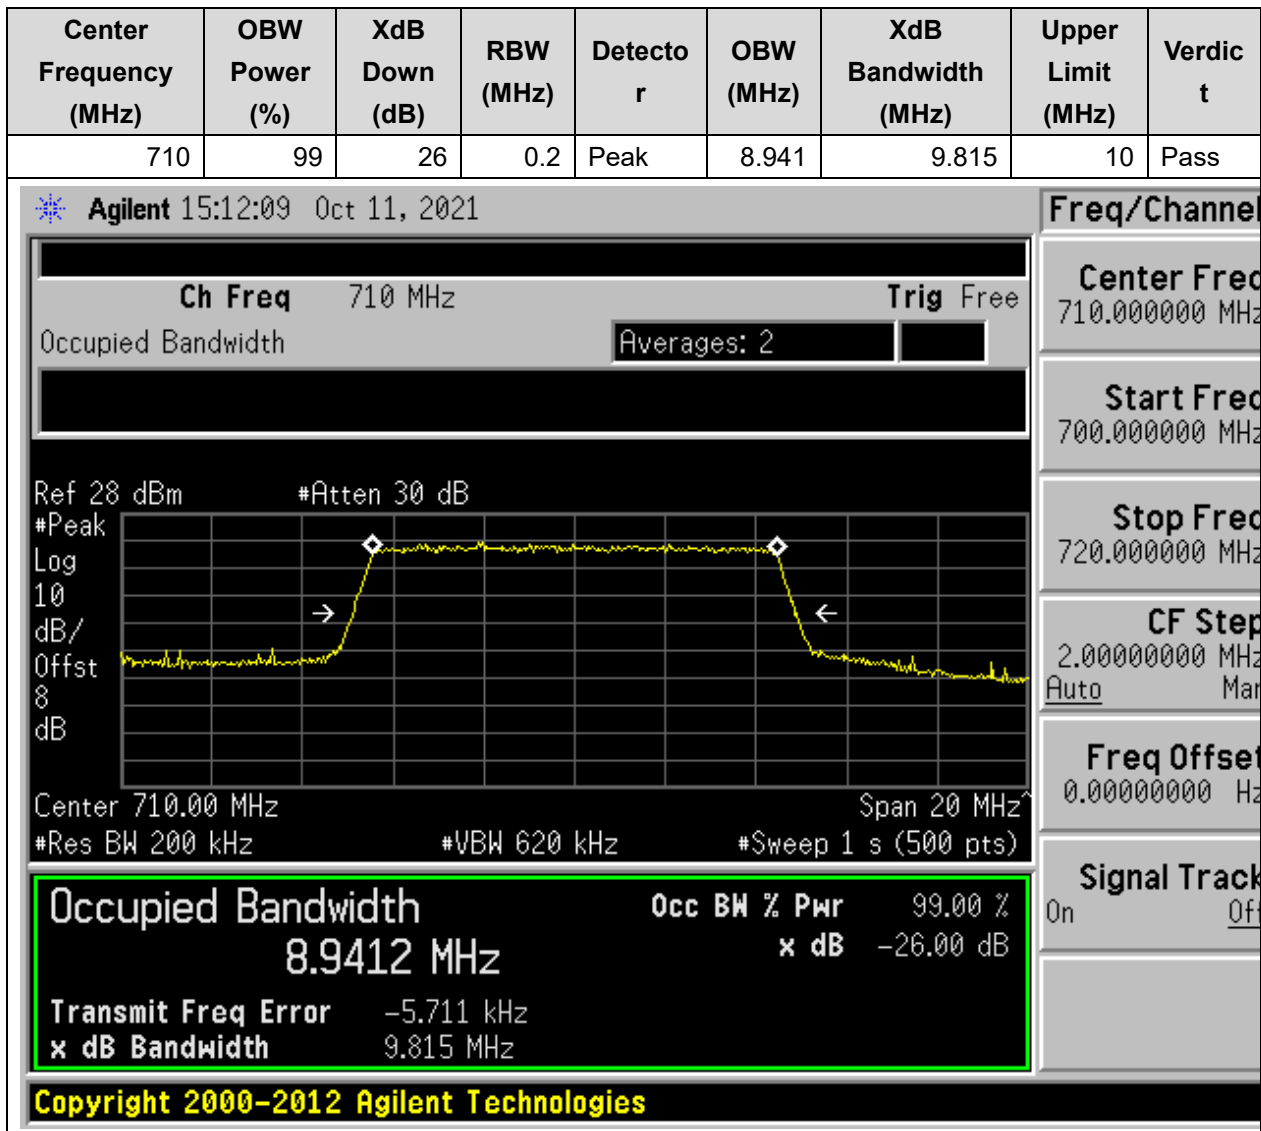 Center Frequency (MHz) OBW Power (%) XdB Down (dB) RBW (MHz) Detector OBW (MHz) XdB Bandwidth (MHz) Upper Limit (MHz) Verdict
710 99 26 0.2 Peak 8.941 9.815 10 Pass
Agilent 15:12:09 Oct 11, 2021
Freq/Channel
Ch Freq 710 MHz Trig Free
Occupied Bandwidth Averages: 2
Center Freq
710.000000 MHz
Start Freq
700.000000 MHz
Stop Freq
720.000000 MHz
CF Step
2.00000000 MHz
Auto Man
Freq Offset
0.00000000 Hz
Signal Track
On Off
Ref 28 dBm #Atten 30 dB
#Peak
Log
10
dB/
Offst
8
dB
Center 710.00 MHz Span 20 MHz^
#Res BW 200 kHz #VBW 620 kHz #Sweep 1 s (500 pts)
Occupied Bandwidth Occ BW % Pwr 99.00 %
8.9412 MHz x dB -26.00 dB
Transmit Freq Error -5.711 kHz
x dB Bandwidth 9.815 MHz
Copyright 2000-2012 Agilent Technologies